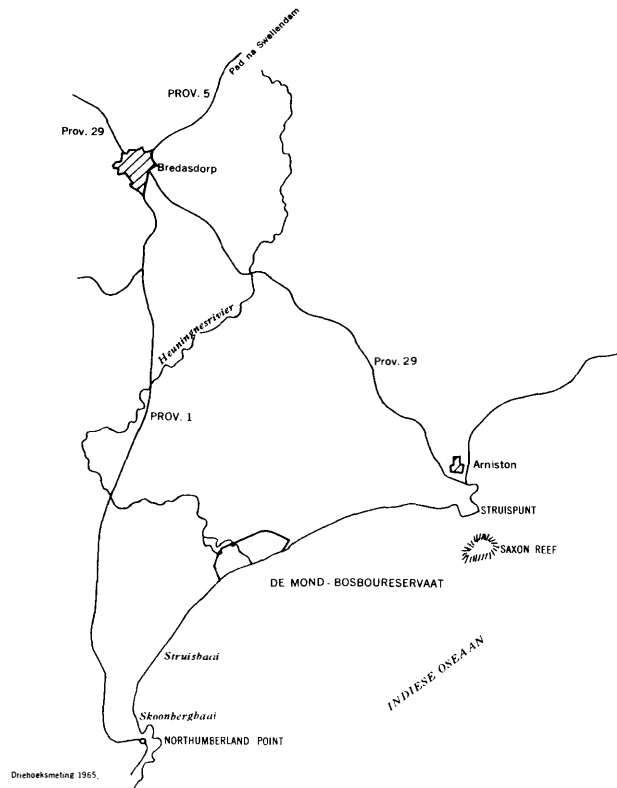 Pad na Swallendam
PROV. 5
Prov. 29
Bredasdorp
Heuningnesrivier
Prov. 29
PROV. 1
Arniston
STRUISPUNT
SAXON REEF
DE MOND - BOSBOURESERVAAT
Struisbaai
INDIESE OSEAAN
Skoonbergbaai
NORTHUMBERLAND POINT
Driehoeksmeting 1965.